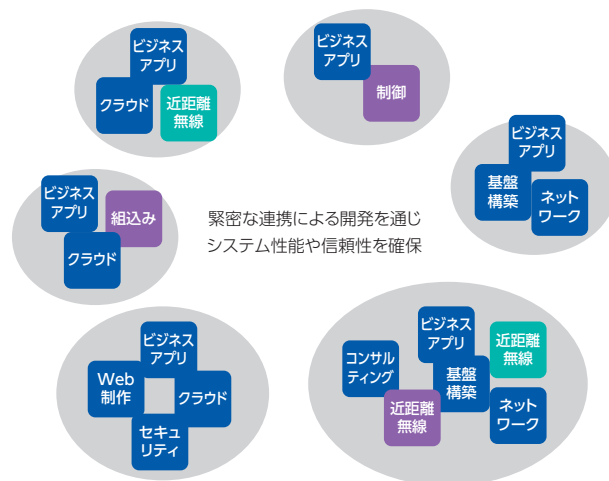 ビジネス
アプリ
クラウド
近距離
無線
ビジネス
アプリ
制御
ビジネス
アプリ
基盤
構築
ネット
ワーク
ビジネス
アプリ
組込み
クラウド
緊密な連携による開発を通じ
システム性能や信頼性を確保
ビジネス
アプリ
Web
制作
クラウド
セキュ
リティ
ビジネス
アプリ
近距離
無線
コンサル
ティング
基盤
構築
近距離
無線
ネット
ワーク